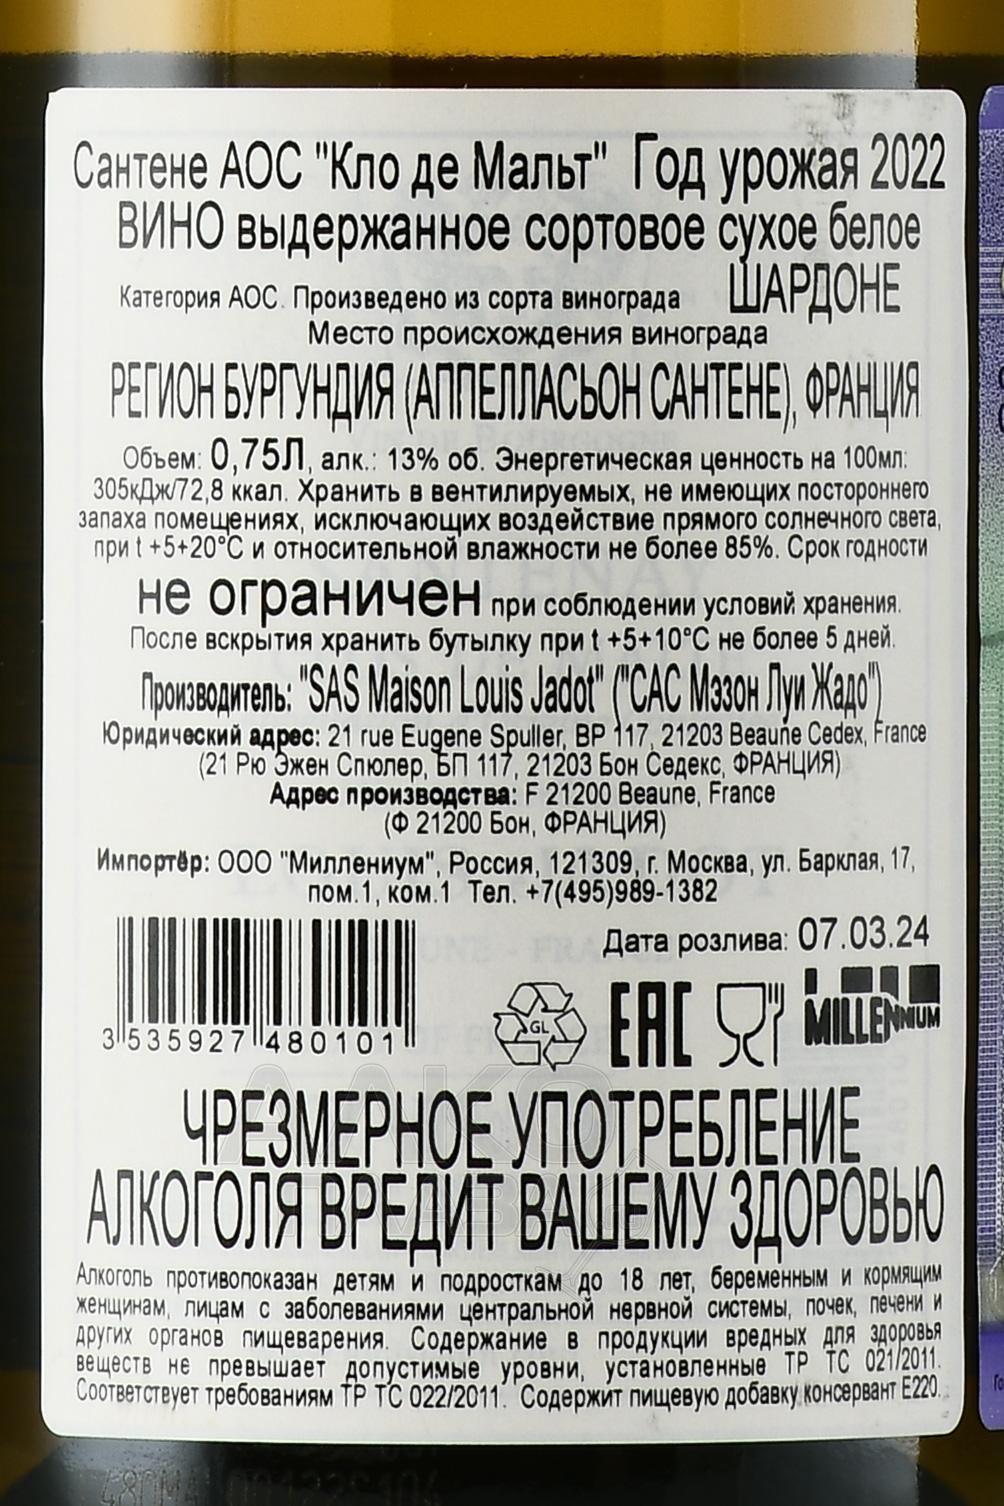 Сантене АОС "Кло де Мальт" Год урожая 2022
ВИНО выдержанное сортовое сухое белое
Категория АОС. Произведено из сорта винограда ШАРДОНЕ
Место происхождения винограда
РЕГИОН БУРГУНДИЯ (АППЕЛЛАСЬОН САНТЕНЕ), ФРАНЦИЯ
Объем: 0,75Л, алк.: 13% об. Энергетическая ценность на 100мл:
305кДж/72,8 ккал. Хранить в вентилируемых, не имеющих постороннего
запаха помещениях, исключающих воздействие прямого солнечного света,
при t +5+20°C и относительной влажности не более 85%. Срок годности
не ограничен при соблюдении условий хранения.
После вскрытия хранить бутылку при t +5+10°C не более 5 дней.
Производитель: "SAS Maison Louis Jadot" ("САС Мэзон Луи Жадо")
Юридический адрес: 21 rue Eugene Spuller, BP 117, 21203 Beaune Cedex, France
(21 Рю Эжен Спюлер, БП 117, 21203 Бон Седекс, ФРАНЦИЯ)
Адрес производства: F 21200 Beaune, France
(Ф 21200 Бон, ФРАНЦИЯ)
Импортёр: ООО "Миллениум", Россия, 121309, г. Москва, ул. Барклая, 17,
пом.1, ком.1 Тел. +7(495)989-1382
Дата розлива: 07.03.24
3 535927 480101
GL
EAC
MILLENNIUM
ЧРЕЗМЕРНОЕ УПОТРЕБЛЕНИЕ
АЛКОГОЛЯ ВРЕДИТ ВАШЕМУ ЗДОРОВЬЮ
Алкоголь противопоказан детям и подросткам до 18 лет, беременным и кормящим
женщинам, лицам с заболеваниями центральной нервной системы, почек, печени и
других органов пищеварения. Содержание в продукции вредных для здоровья
веществ не превышает допустимые уровни, установленные ТР ТС 021/2011.
Соответствует требованиям ТР ТС 022/2011. Содержит пищевую добавку консервант Е220.